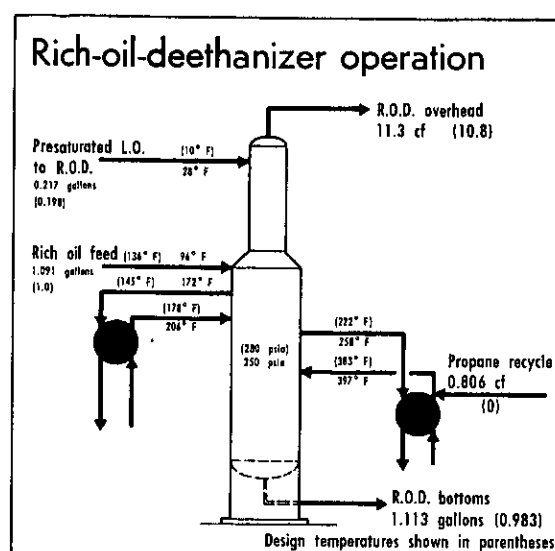 Rich-oil-deethanizer operation
R.O.D. overhead
11.3 cf (10.8)
Presaturated L.O.
to R.O.D.
0.217 gallons
(0.198)
(10° F)
28° F
Rich oil feed (136° F) 96° F
1.091 gallons
(1.0)
(145° F) 172° F
(178° F)
206° F
(280 psia)
250 psia
(222° F)
258° F
(383° F)
397° F
Propane recycle
0.806 cf
(0)
R.O.D. bottoms
1.113 gallons (0.983)
Design temperatures shown in parentheses